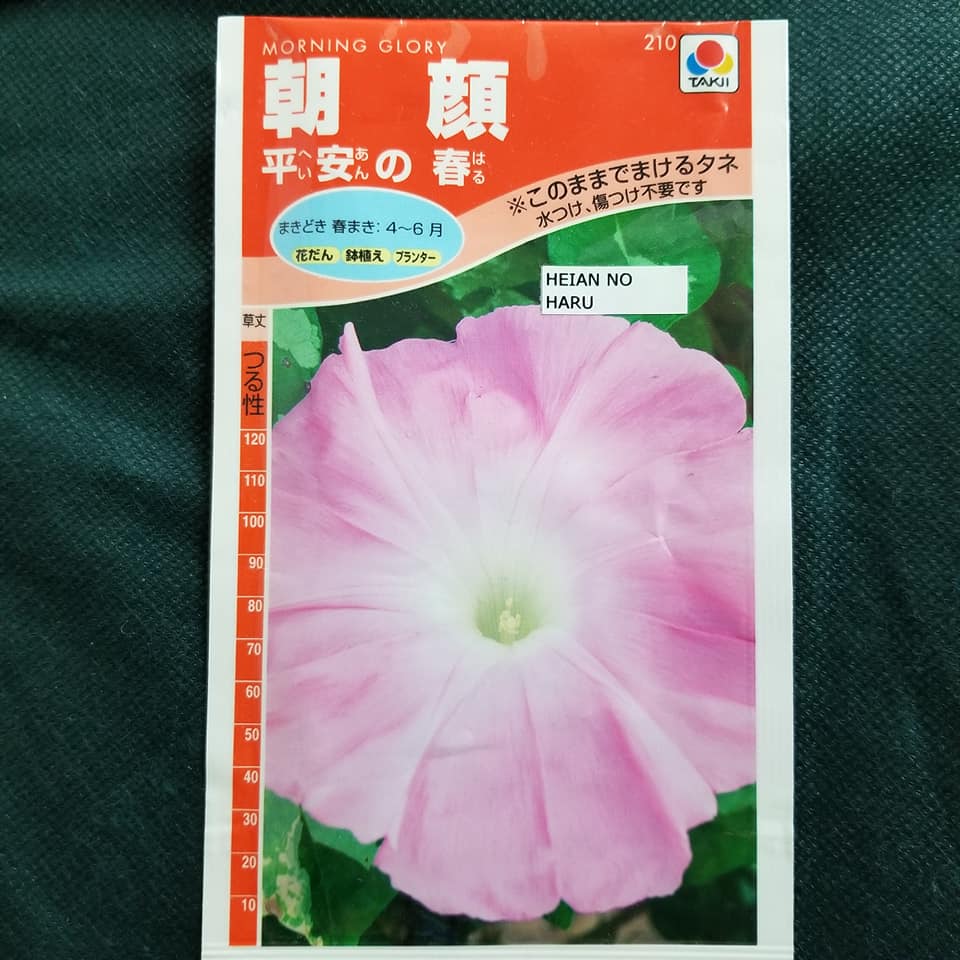 MORNING GLORY
210
TAKII
朝顔
平安の春
へい あん はる
※このままでまけるタネ
水つけ、傷つけ不要です
まきどき 春まき: 4～6月
花だん 鉢植え プランター
HEIAN NO
HARU
草丈
つる性
120
110
100
90
80
70
60
50
40
30
20
10